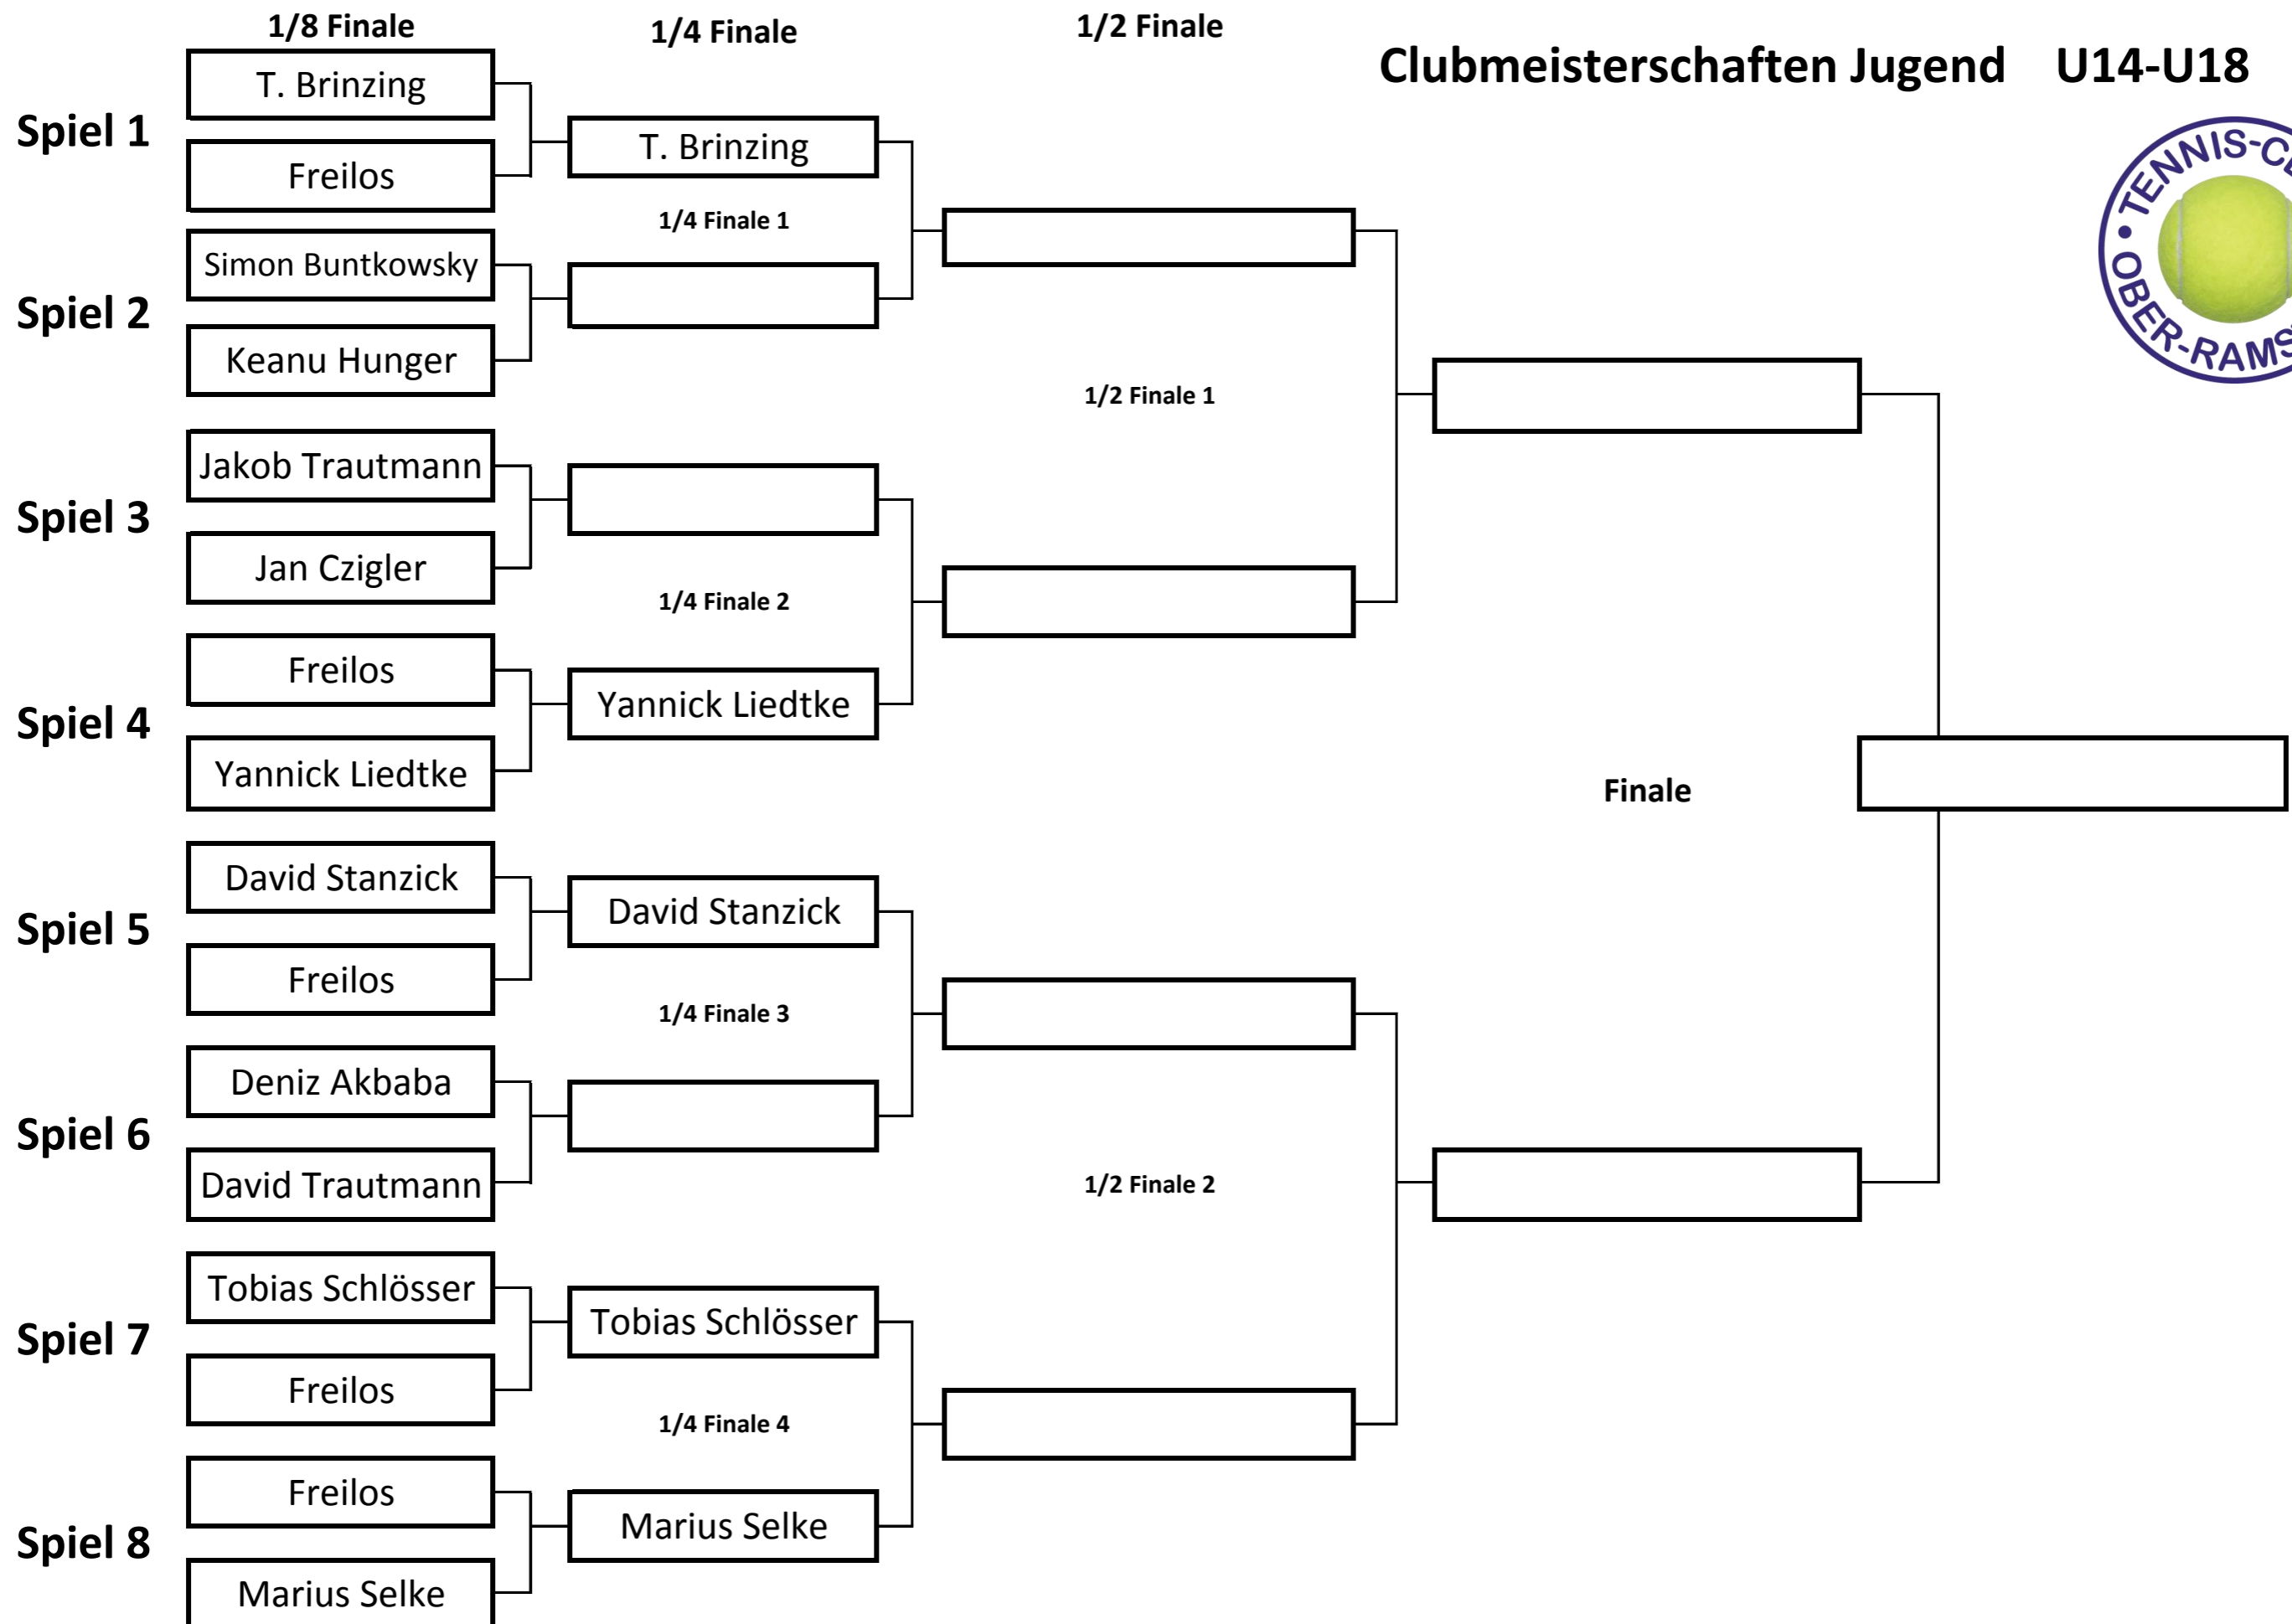 1/8 Finale
1/4 Finale
1/2 Finale
Clubmeisterschaften Jugend U14-U18
T. Brinzing
Spiel 1
T. Brinzing
Freilos
1/4 Finale 1
Simon Buntkowsky
Spiel 2
Keanu Hunger
1/2 Finale 1
Jakob Trautmann
Spiel 3
Jan Czigler
1/4 Finale 2
Freilos
Spiel 4
Yannick Liedtke
Yannick Liedtke
Finale
David Stanzick
Spiel 5
David Stanzick
Freilos
1/4 Finale 3
Deniz Akbaba
Spiel 6
David Trautmann
1/2 Finale 2
Tobias Schlösser
Spiel 7
Tobias Schlösser
Freilos
1/4 Finale 4
Freilos
Spiel 8
Marius Selke
Marius Selke
TENNIS-
OBER-